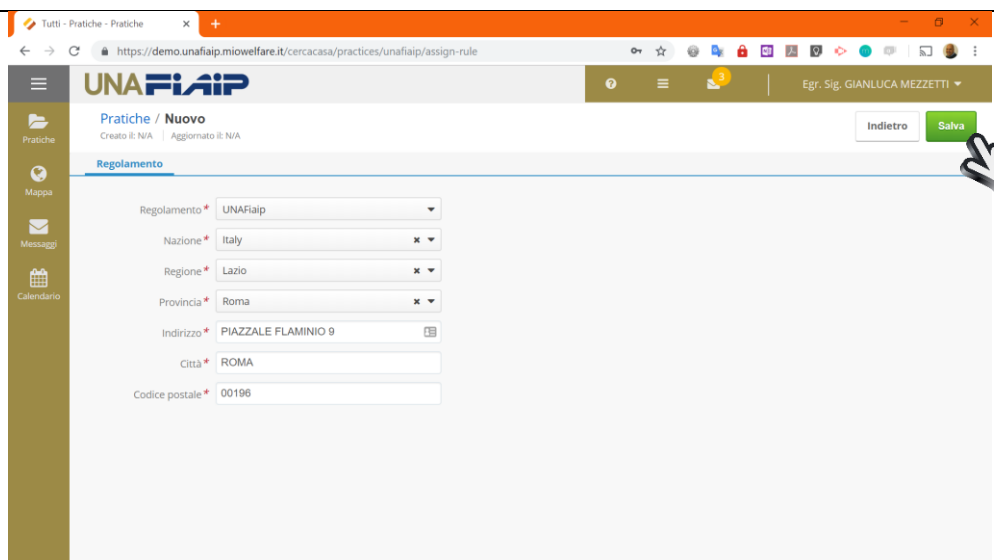 Tutti - Pratiche - Pratiche
https://demo.unafiaip.miowelfare.it/cercacasa/practices/unafiaip/assign-rule
UNAFiaip
3
Egr. Sig. GIANLUCA MEZZETTI
Pratiche / Nuovo
Creato il: N/A Aggiornato il: N/A
Indietro
Salva
Pratiche
Mappa
Messaggi
Calendario
Regolamento
Regolamento* UNAFiaip
Nazione* Italy
Regione* Lazio
Provincia* Roma
Indirizzo* PIAZZALE FLAMINIO 9
Città* ROMA
Codice postale* 00196